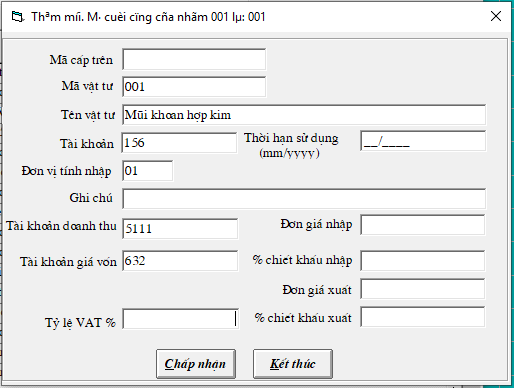 Thªm míi. M· cuèi cïng cña nhãm 001 lµ: 001
Mã cấp trên
Mã vật tư 001
Tên vật tư Mũi khoan hợp kim
Tài khoản 156 Thời hạn sử dụng (mm/yyyy) __/____
Đơn vị tính nhập 01
Ghi chú
Tài khoản doanh thu 5111 Đơn giá nhập
Tài khoản giá vốn 632 % chiết khấu nhập
Đơn giá xuất
Tỷ lệ VAT % % chiết khấu xuất
Chấp nhận Kết thúc